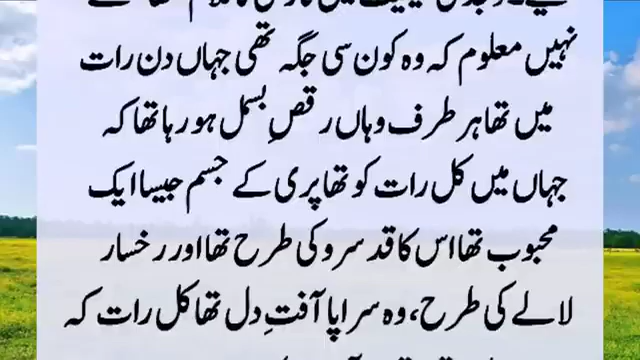 نہیں معلوم کہ وہ کون سی جگہ تھی جہاں دن رات
میں تھا ہر طرف وہاں رقصِ بسمل ہو رہا تھا کہ
جہاں میں کل رات کو تھا پری کے جسم جیسا ایک
محبوب تھا اس کا قد سرو کی طرح تھا اور رخسار
لالے کی طرح، وہ سراپا آفتِ دل تھا کل رات کہ